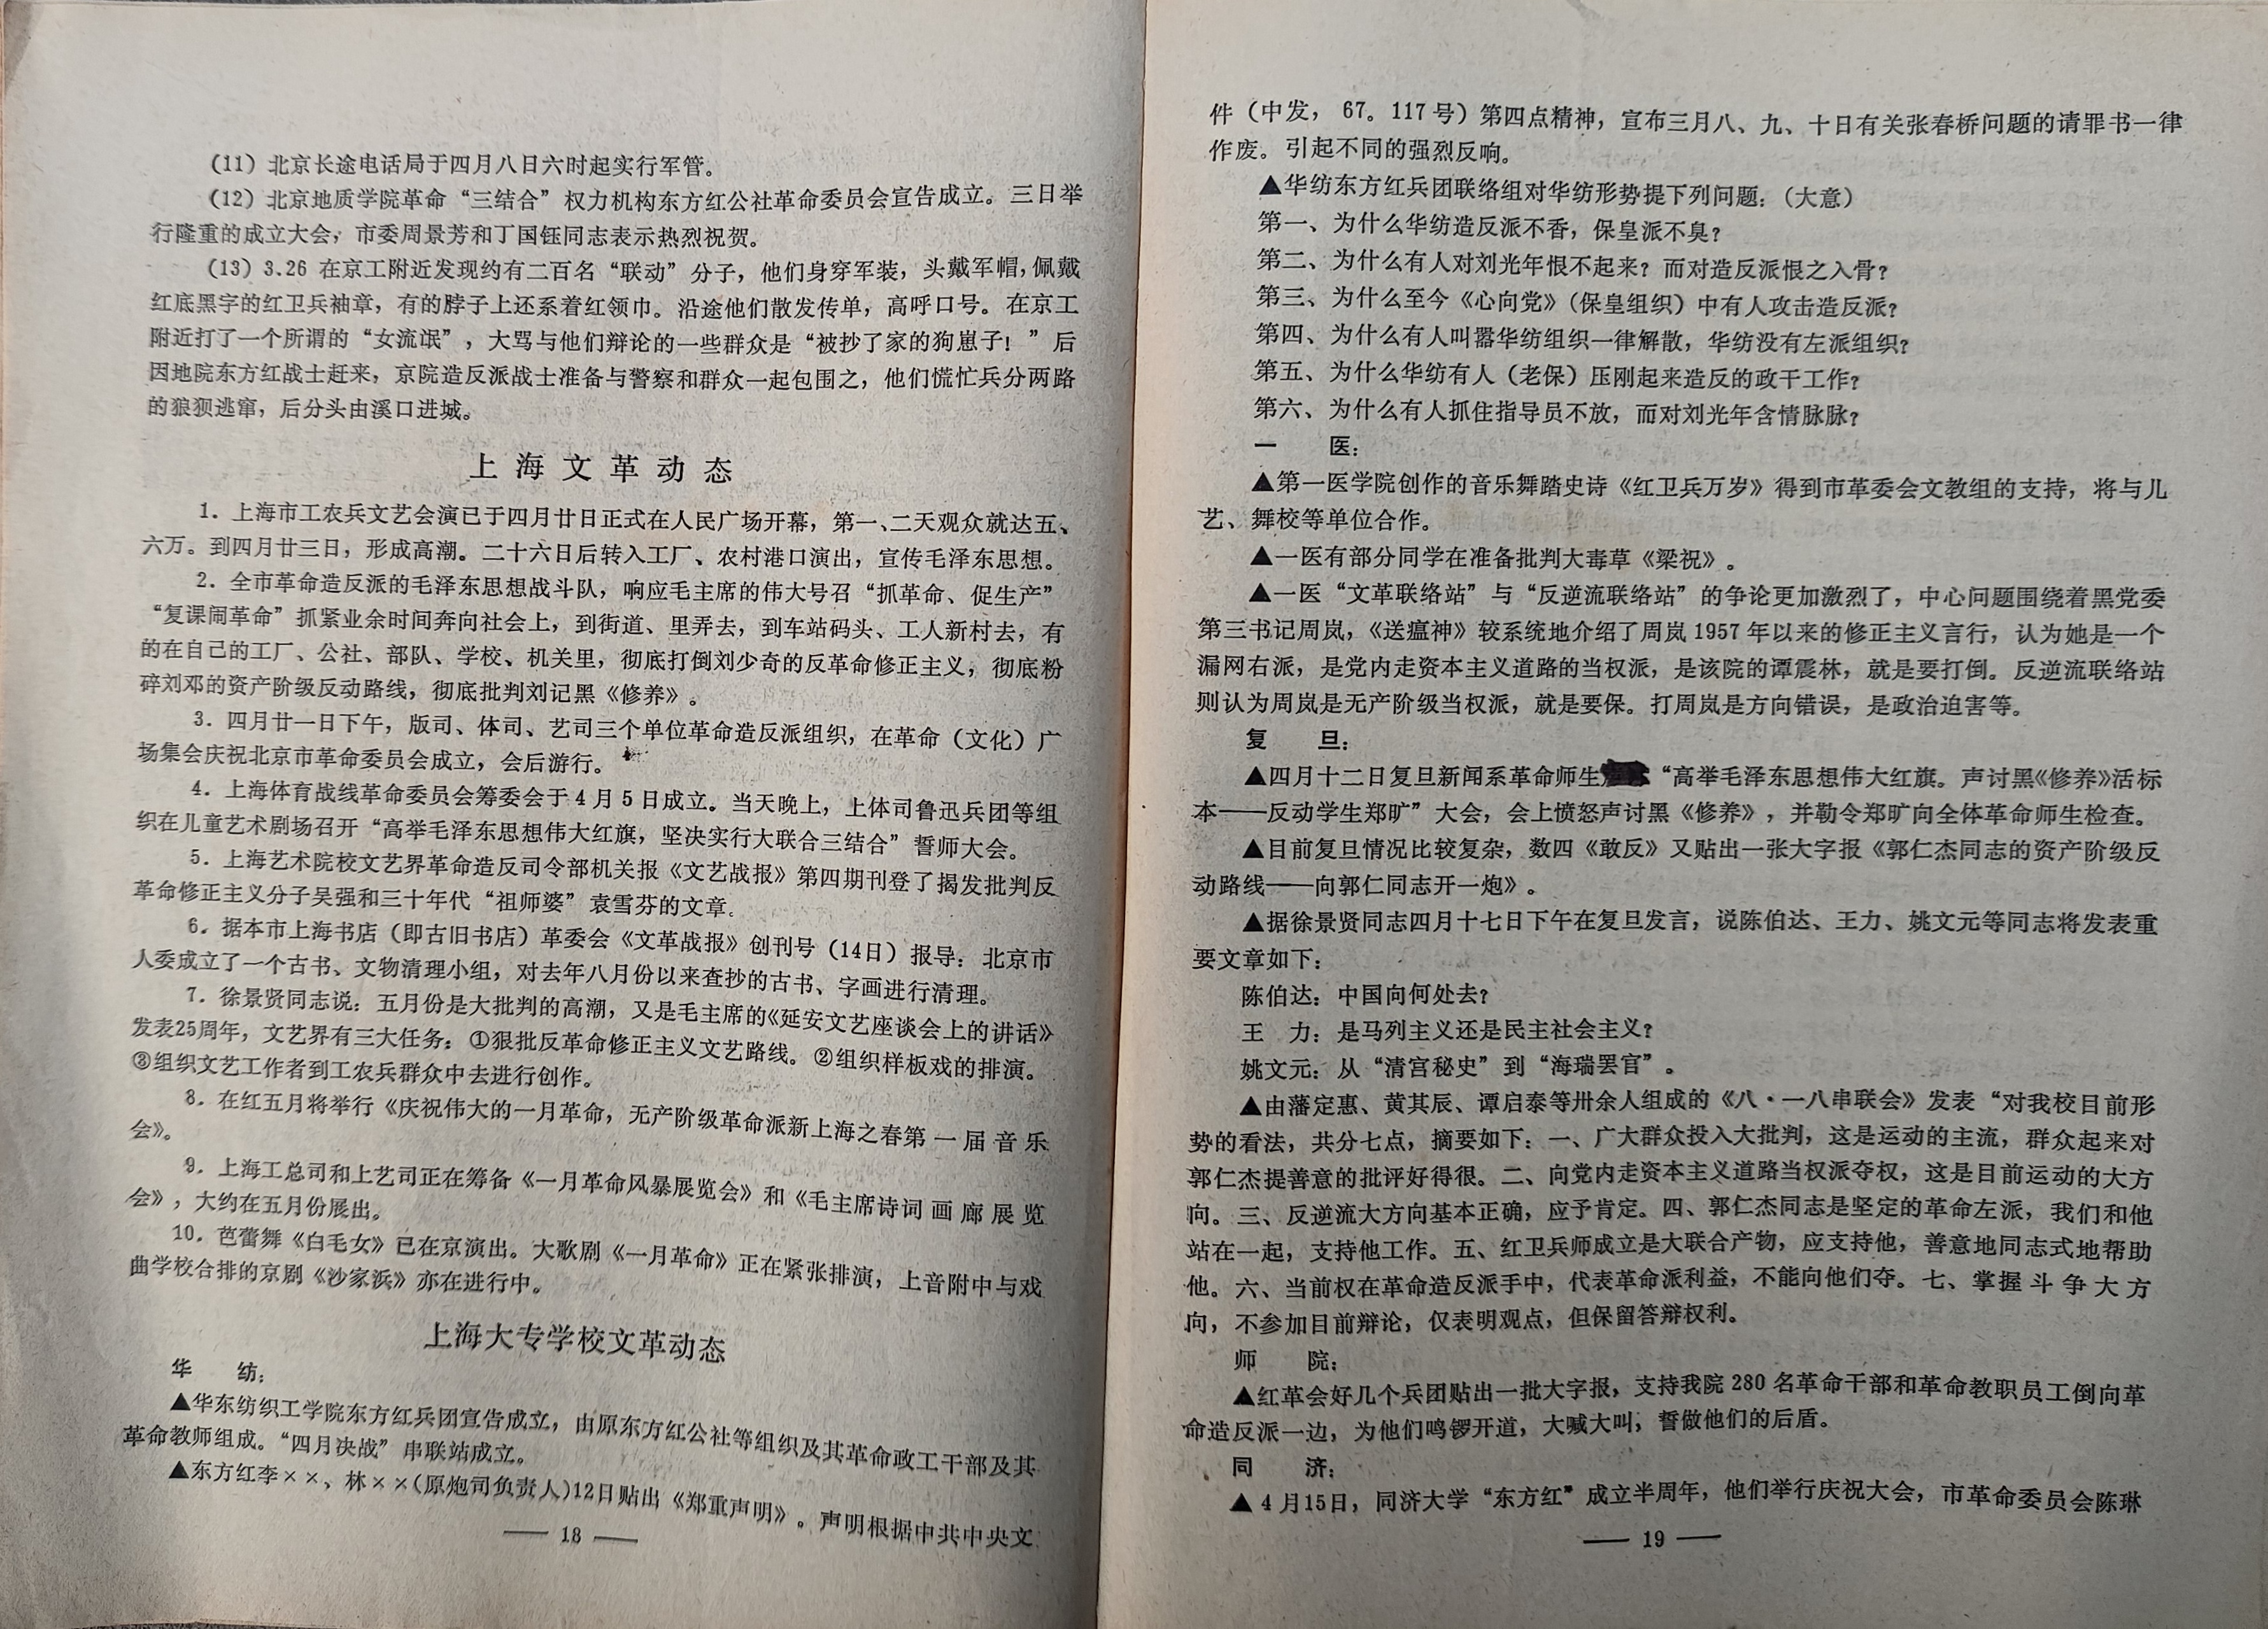 (11) 北京长途电话局于四月八日六时起实行军管。
(12) 北京地质学院革命“三结合”权力机构东方红公社革命委员会宣告成立。三日举
行隆重的成立大会，市委周景芳和丁国钰同志表示热烈祝贺。
(13) 3.26 在京工附近发现约有二百名“联动”分子，他们身穿军装，头戴军帽，佩戴
红底黑字的红卫兵袖章，有的脖子上还系着红领巾。沿途他们散发传单，高呼口号。在京工
附近打了一个所谓的“女流氓”，大骂与他们辩论的一些群众是“被抄了家的狗崽子！”后
因地院东方红战士赶来，京院造反派战士准备与警察和群众一起包围之，他们慌忙兵分两路
的狼狈逃窜，后分头由溪口进城。
上海文革动态
1．上海市工农兵文艺会演已于四月廿日正式在人民广场开幕，第一、二天观众就达五、
六万。到四月廿三日，形成高潮。二十六日后转入工厂、农村港口演出，宣传毛泽东思想。
2．全市革命造反派的毛泽东思想战斗队，响应毛主席的伟大号召“抓革命、促生产”
“复课闹革命”抓紧业余时间奔向社会上，到街道、里弄去，到车站码头、工人新村去，有
的在自己的工厂、公社、部队、学校、机关里，彻底打倒刘少奇的反革命修正主义，彻底粉
碎刘邓的资产阶级反动路线，彻底批判刘记黑《修养》。
3．四月廿一日下午，版司、体司、艺司三个单位革命造反派组织，在革命（文化）广
场集会庆祝北京市革命委员会成立，会后游行。
4．上海体育战线革命委员会筹委会于4月5日成立。当天晚上，上体司鲁迅兵团等组
织在儿童艺术剧场召开“高举毛泽东思想伟大红旗，坚决实行大联合三结合”誓师大会。
5．上海艺术院校文艺界革命造反司令部机关报《文艺战报》第四期刊登了揭发批判反
革命修正主义分子吴强和三十年代“祖师婆”袁雪芬的文章。
6．据本市上海书店（即古旧书店）革委会《文革战报》创刊号（14日）报导：北京市
人委成立了一个古书、文物清理小组，对去年八月份以来查抄的古书、字画进行清理。
7．徐景贤同志说：五月份是大批判的高潮，又是毛主席的《延安文艺座谈会上的讲话》
发表25周年，文艺界有三大任务：①狠批反革命修正主义文艺路线。②组织样板戏的排演。
③组织文艺工作者到工农兵群众中去进行创作。
8．在红五月将举行《庆祝伟大的一月革命，无产阶级革命派新上海之春第一届音乐
会》。
9．上海工总司和上艺司正在筹备《一月革命风暴展览会》和《毛主席诗词画廊展览
会》，大约在五月份展出。
10．芭蕾舞《白毛女》已在京演出。大歌剧《一月革命》正在紧张排演，上音附中与戏
曲学校合排的京剧《沙家浜》亦在进行中。
上海大专学校文革动态
华　　纺：
▲华东纺织工学院东方红兵团宣告成立，由原东方红公社等组织及其革命政工干部及其
革命教师组成。“四月决战”串联站成立。
▲东方红李××、林××(原炮司负责人)12日贴出《郑重声明》。声明根据中共中央文
—— 18 ——
件（中发，67。117号）第四点精神，宣布三月八、九、十日有关张春桥问题的请罪书一律
作废。引起不同的强烈反响。
▲华纺东方红兵团联络组对华纺形势提下列问题：（大意）
第一、为什么华纺造反派不香，保皇派不臭？
第二、为什么有人对刘光年恨不起来？而对造反派恨之入骨？
第三、为什么至今《心向党》（保皇组织）中有人攻击造反派？
第四、为什么有人叫嚣华纺组织一律解散，华纺没有左派组织？
第五、为什么华纺有人（老保）压刚起来造反的政干工作？
第六、为什么有人抓住指导员不放，而对刘光年含情脉脉？
一　　医：
▲第一医学院创作的音乐舞踏史诗《红卫兵万岁》得到市革委会文教组的支持，将与儿
艺、舞校等单位合作。
▲一医有部分同学在准备批判大毒草《梁祝》。
▲一医“文革联络站”与“反逆流联络站”的争论更加激烈了，中心问题围绕着黑党委
第三书记周岚，《送瘟神》较系统地介绍了周岚1957年以来的修正主义言行，认为她是一个
漏网右派，是党内走资本主义道路的当权派，是该院的谭震林，就是要打倒。反逆流联络站
则认为周岚是无产阶级当权派，就是要保。打周岚是方向错误，是政治迫害等。
复　　旦：
▲四月十二日复旦新闻系革命师生“高举毛泽东思想伟大红旗。声讨黑《修养》活标
本——反动学生郑旷”大会，会上愤怒声讨黑《修养》，并勒令郑旷向全体革命师生检查。
▲目前复旦情况比较复杂，数四《敢反》又贴出一张大字报《郭仁杰同志的资产阶级反
动路线——向郭仁同志开一炮》。
▲据徐景贤同志四月十七日下午在复旦发言，说陈伯达、王力、姚文元等同志将发表重
要文章如下：
陈伯达：中国向何处去？
王　力：是马列主义还是民主社会主义？
姚文元：从“清宫秘史”到“海瑞罢官”。
▲由藩定惠、黄其辰、谭启泰等卅余人组成的《八·一八串联会》发表“对我校目前形
势的看法，共分七点，摘要如下：一、广大群众投入大批判，这是运动的主流，群众起来对
郭仁杰提善意的批评好得很。二、向党内走资本主义道路当权派夺权，这是目前运动的大方
向。三、反逆流大方向基本正确，应予肯定。四、郭仁杰同志是坚定的革命左派，我们和他
站在一起，支持他工作。五、红卫兵师成立是大联合产物，应支持他，善意地同志式地帮助
他。六、当前权在革命造反派手中，代表革命派利益，不能向他们夺。七、掌握斗争大方
向，不参加目前辩论，仅表明观点，但保留答辩权利。
师　　院：
▲红革会好几个兵团贴出一批大字报，支持我院280名革命干部和革命教职员工倒向革
命造反派一边，为他们鸣锣开道，大喊大叫，誓做他们的后盾。
同　　济：
▲4月15日，同济大学“东方红”成立半周年，他们举行庆祝大会，市革命委员会陈琳
—— 19 ——